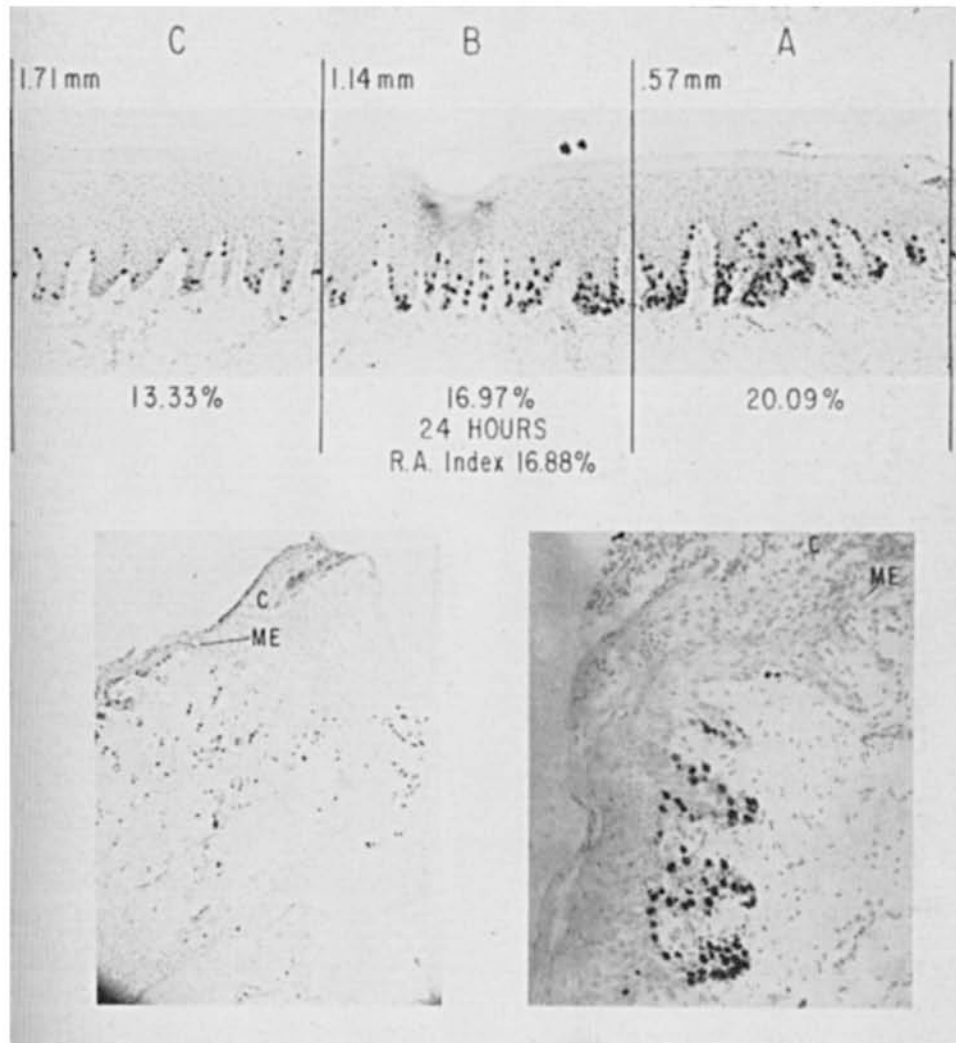 C B A
1.71 mm 1.14 mm .57 mm
13.33% 16.97% 20.09%
24 HOURS
R.A. Index 16.88%
C
ME
C
ME